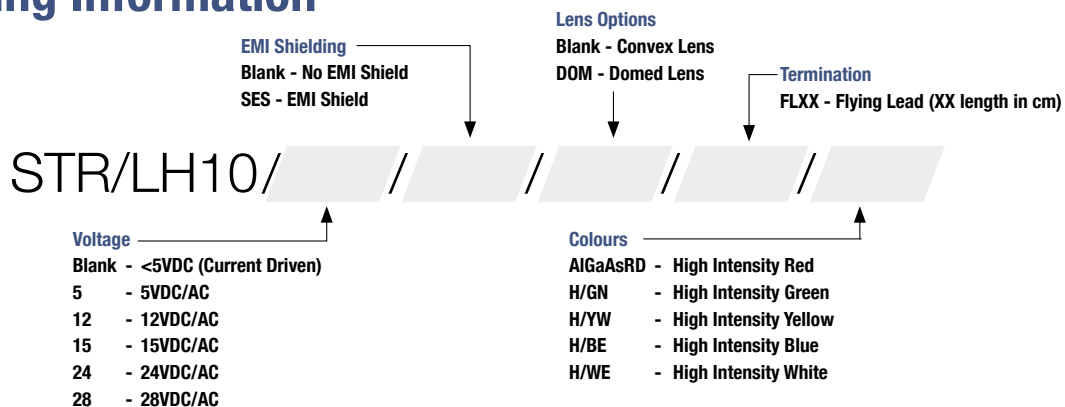 ing Information
EMI Shielding
Blank - No EMI Shield
SES - EMI Shield
Lens Options
Blank - Convex Lens
DOM - Domed Lens
Termination
FLXX - Flying Lead (XX length in cm)
STR/LH10/ / / / /
Voltage
Blank - <5VDC (Current Driven)
5 - 5VDC/AC
12 - 12VDC/AC
15 - 15VDC/AC
24 - 24VDC/AC
28 - 28VDC/AC
Colours
AlGaAsRD - High Intensity Red
H/GN - High Intensity Green
H/YW - High Intensity Yellow
H/BE - High Intensity Blue
H/WE - High Intensity White